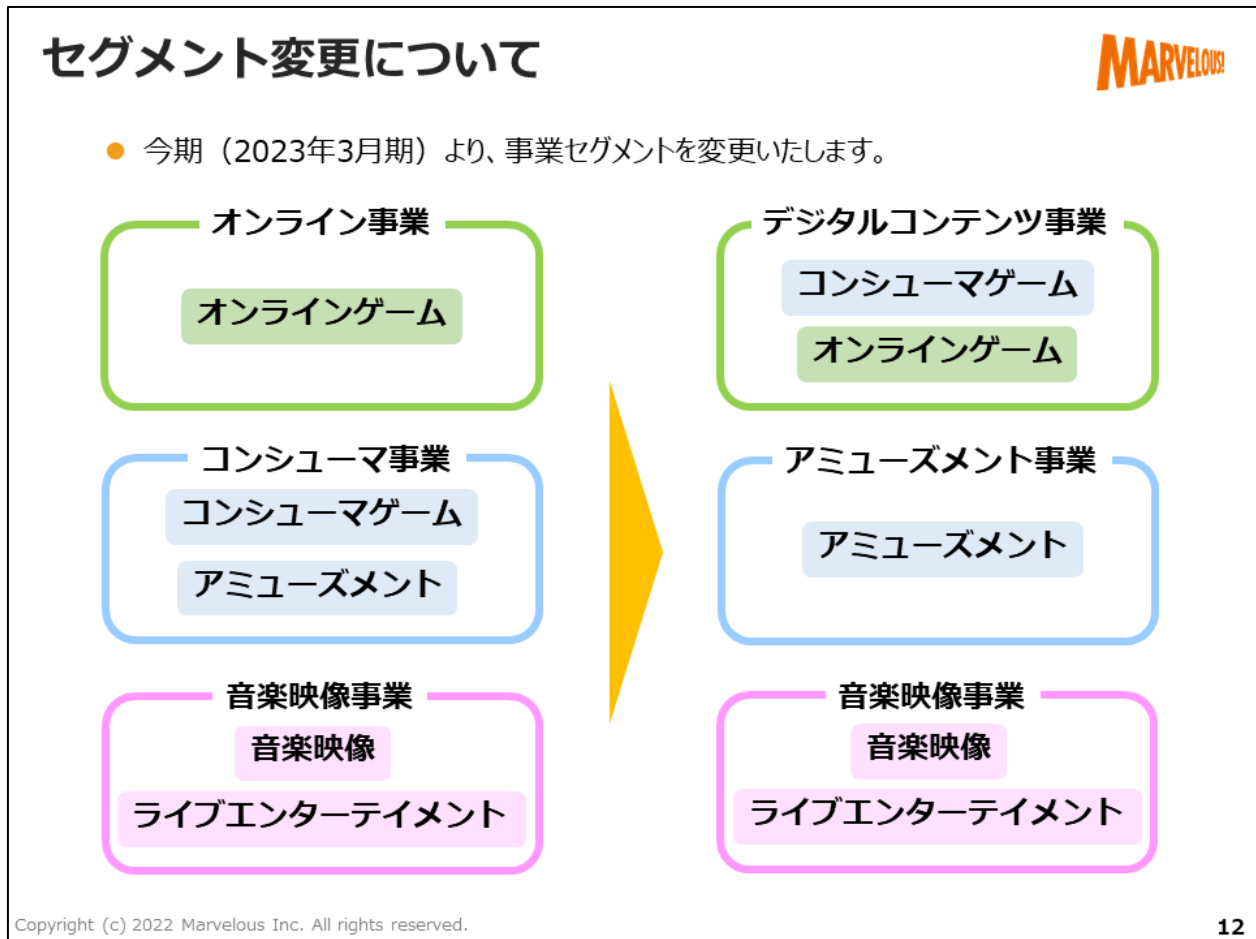 セグメント変更について
MARVELOUS!
● 今期（2023年3月期）より、事業セグメントを変更いたします。
オンライン事業
オンラインゲーム
コンシューマ事業
コンシューマゲーム
アミューズメント
音楽映像事業
音楽映像
ライブエンターテイメント
デジタルコンテンツ事業
コンシューマゲーム
オンラインゲーム
アミューズメント事業
アミューズメント
音楽映像事業
音楽映像
ライブエンターテイメント
Copyright (c) 2022 Marvelous Inc. All rights reserved.
12